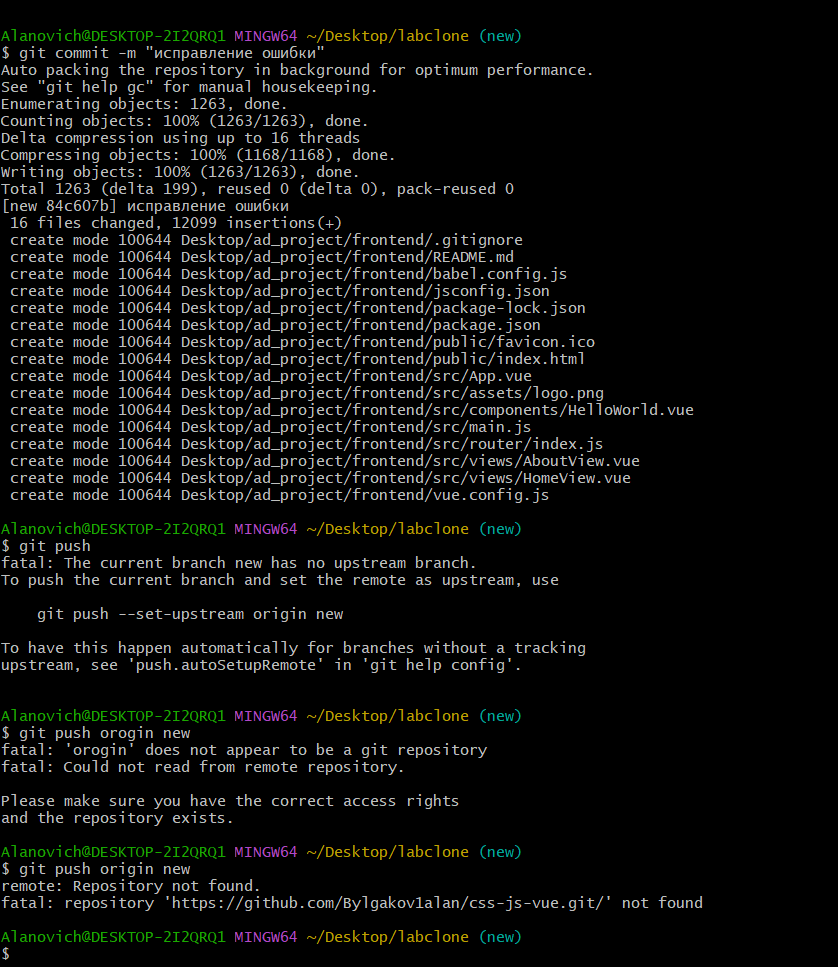 Alanovich@DESKTOP-2I2QRQ1 MINGW64 ~/Desktop/labclone (new)
$ git commit -m "исправление ошибки"
Auto packing the repository in background for optimum performance.
See "git help gc" for manual housekeeping.
Enumerating objects: 1263, done.
Counting objects: 100% (1263/1263), done.
Delta compression using up to 16 threads
Compressing objects: 100% (1168/1168), done.
Writing objects: 100% (1263/1263), done.
Total 1263 (delta 199), reused 0 (delta 0), pack-reused 0
[new 84c607b] исправление ошибки
 16 files changed, 12099 insertions(+)
 create mode 100644 Desktop/ad_project/frontend/.gitignore
 create mode 100644 Desktop/ad_project/frontend/README.md
 create mode 100644 Desktop/ad_project/frontend/babel.config.js
 create mode 100644 Desktop/ad_project/frontend/jsconfig.json
 create mode 100644 Desktop/ad_project/frontend/package-lock.json
 create mode 100644 Desktop/ad_project/frontend/package.json
 create mode 100644 Desktop/ad_project/frontend/public/favicon.ico
 create mode 100644 Desktop/ad_project/frontend/public/index.html
 create mode 100644 Desktop/ad_project/frontend/src/App.vue
 create mode 100644 Desktop/ad_project/frontend/src/assets/logo.png
 create mode 100644 Desktop/ad_project/frontend/src/components/HelloWorld.vue
 create mode 100644 Desktop/ad_project/frontend/src/main.js
 create mode 100644 Desktop/ad_project/frontend/src/router/index.js
 create mode 100644 Desktop/ad_project/frontend/src/views/AboutView.vue
 create mode 100644 Desktop/ad_project/frontend/src/views/HomeView.vue
 create mode 100644 Desktop/ad_project/frontend/vue.config.js
Alanovich@DESKTOP-2I2QRQ1 MINGW64 ~/Desktop/labclone (new)
$ git push
fatal: The current branch new has no upstream branch.
To push the current branch and set the remote as upstream, use
    git push --set-upstream origin new
To have this happen automatically for branches without a tracking
upstream, see 'push.autoSetupRemote' in 'git help config'.
Alanovich@DESKTOP-2I2QRQ1 MINGW64 ~/Desktop/labclone (new)
$ git push orogin new
fatal: 'orogin' does not appear to be a git repository
fatal: Could not read from remote repository.
Please make sure you have the correct access rights
and the repository exists.
Alanovich@DESKTOP-2I2QRQ1 MINGW64 ~/Desktop/labclone (new)
$ git push origin new
remote: Repository not found.
fatal: repository 'https://github.com/Bylgakov1alan/css-js-vue.git/' not found
Alanovich@DESKTOP-2I2QRQ1 MINGW64 ~/Desktop/labclone (new)
$